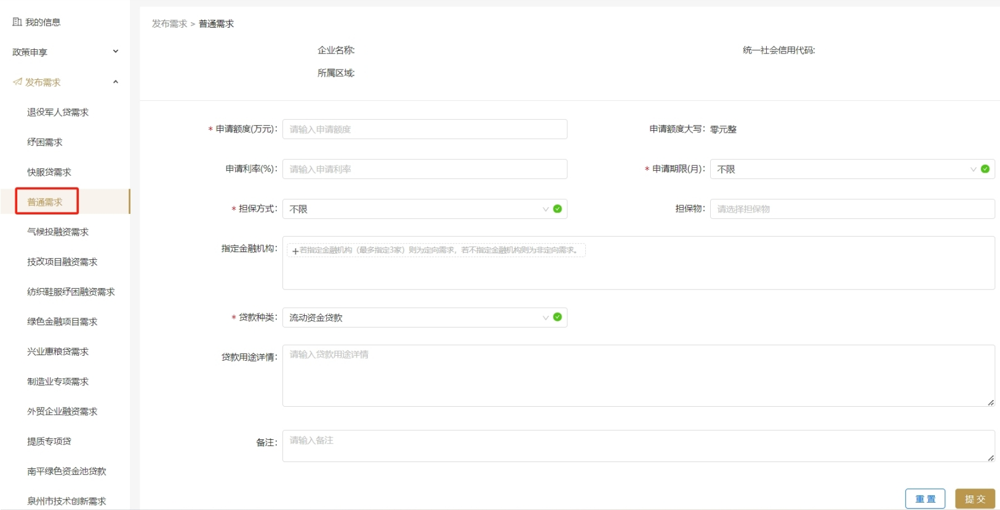 我的信息
政策申享
发布需求
退役军人贷需求
纾困需求
快服贷需求
普通需求
气候投融资需求
技改项目融资需求
纺织鞋服纾困融资需求
绿色金融项目需求
兴业惠粮贷需求
制造业专项需求
外贸企业融资需求
提质专项贷
南平绿色资金池贷款
泉州市技术创新需求
发布需求 > 普通需求
企业名称:
统一社会信用代码:
所属区域:
* 申请额度(万元): 请输入申请额度
申请额度大写: 零元整
申请利率(%): 请输入申请利率
* 申请期限(月): 不限
* 担保方式: 不限
担保物: 请选择担保物
指定金融机构: +若指定金融机构（最多指定3家）则为定向需求，若不指定金融机构则为非定向需求。
* 贷款种类: 流动资金贷款
贷款用途详情: 请输入贷款用途详情
备注: 请输入备注
重置 提交